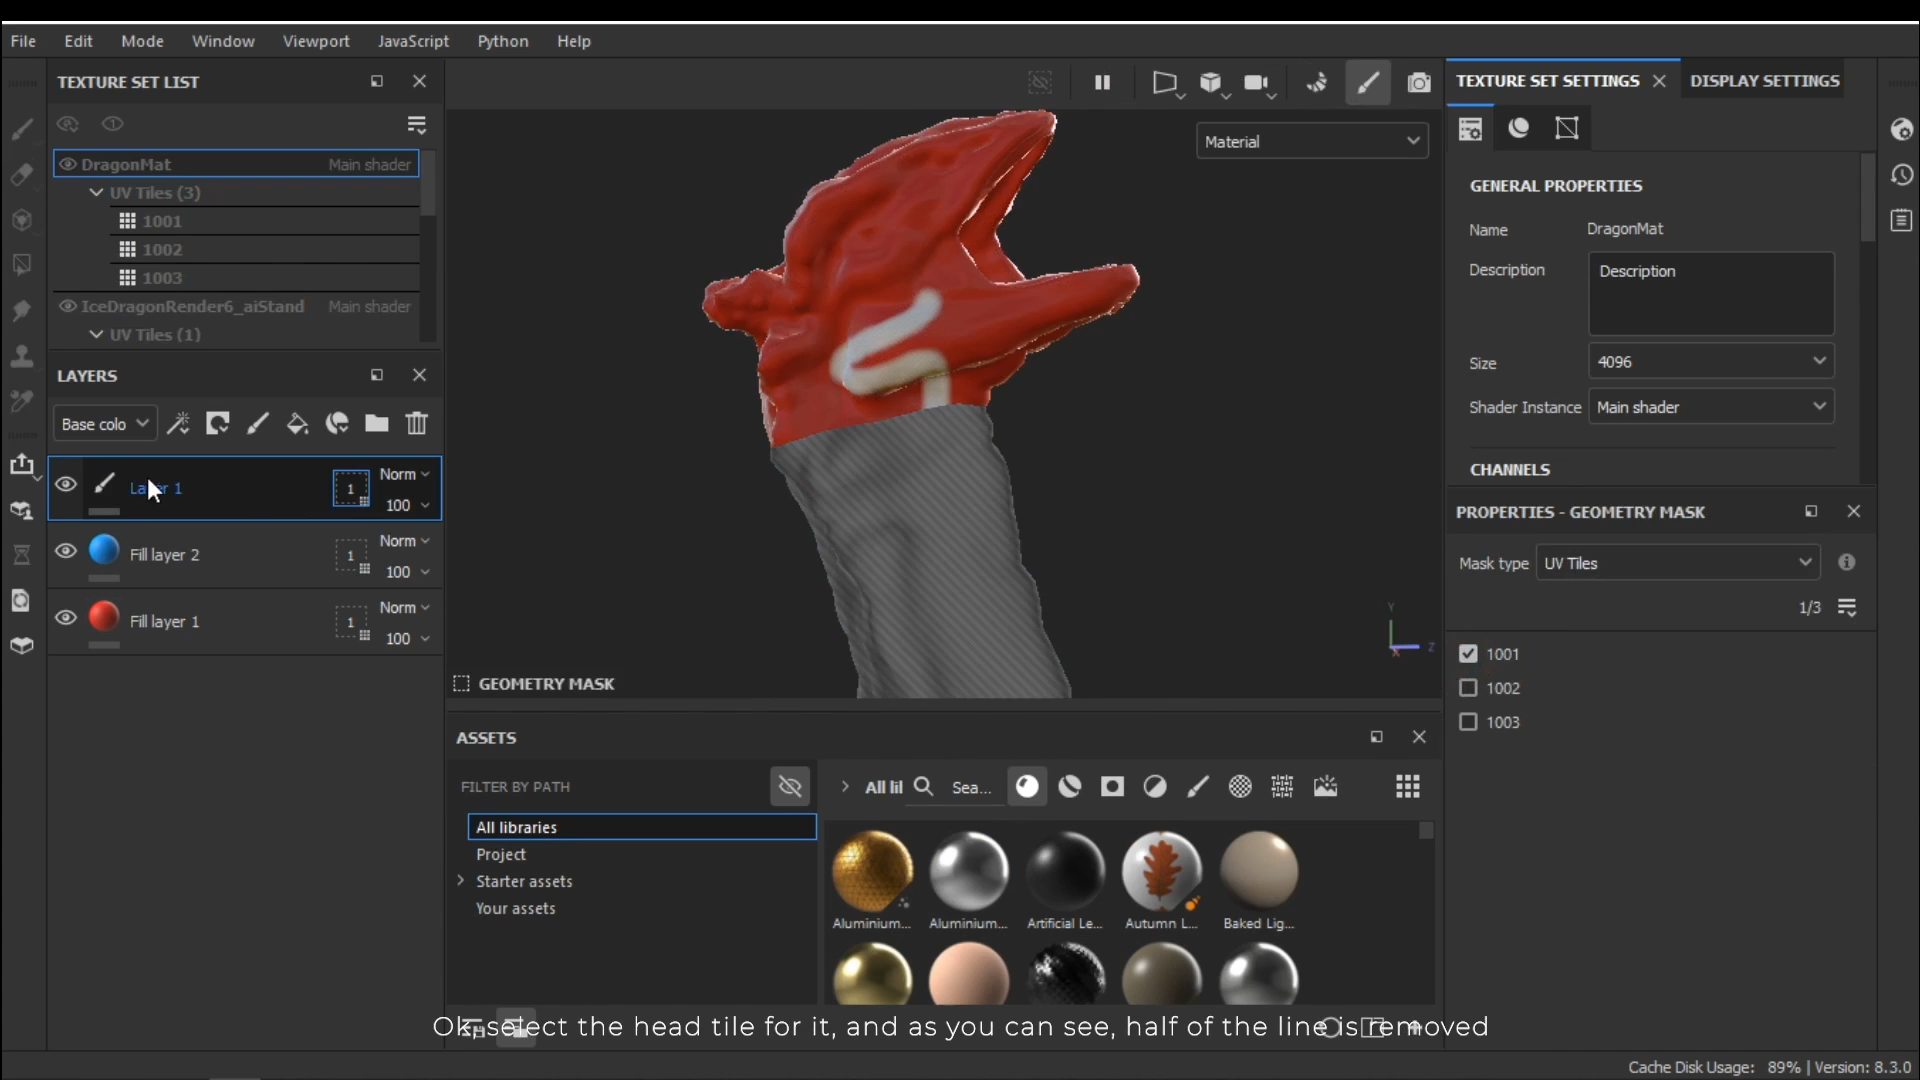 File Edit Mode Window Viewport JavaScript Python Help
TEXTURE SET LIST
DragonMat Main shader
UV Tiles (3)
1001
1002
1003
IceDragonRender6_aiStand Main shader
UV Tiles (1)
LAYERS
Base colo
Layer 1 1 Norm 100
Fill layer 2 1 Norm 100
Fill layer 1 1 Norm 100
Material
Y
Z
X
GEOMETRY MASK
ASSETS
FILTER BY PATH
All libraries
Project
Starter assets
Your assets
All lil Sea...
Aluminium... Aluminium... Artificial Le... Autumn L... Baked Lig...
TEXTURE SET SETTINGS DISPLAY SETTINGS
GENERAL PROPERTIES
Name DragonMat
Description Description
Size 4096
Shader Instance Main shader
CHANNELS
PROPERTIES - GEOMETRY MASK
Mask type UV Tiles
1/3
1001
1002
1003
Ok, select the head tile for it, and as you can see, half of the line is removed
Cache Disk Usage: 89% | Version: 8.3.0